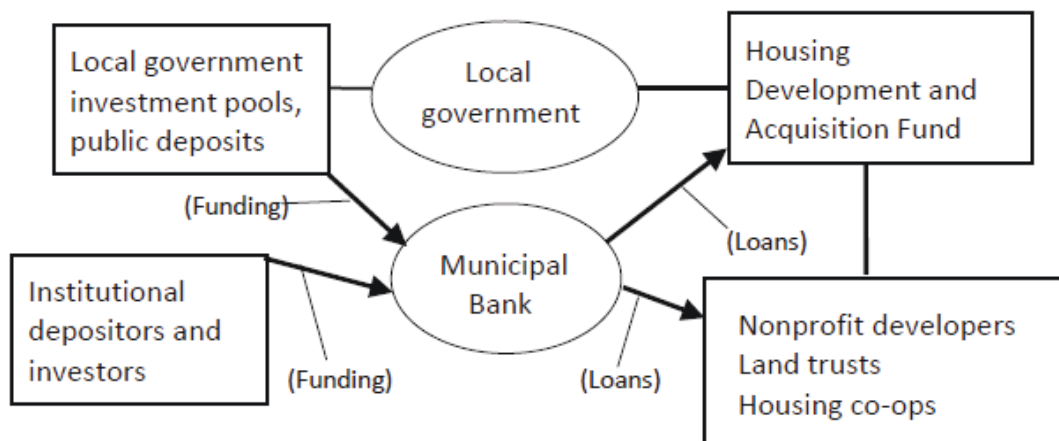 Local government
investment pools,
public deposits
Local
government
Housing
Development and
Acquisition Fund
(Funding)
(Loans)
Municipal
Bank
Institutional
depositors and
investors
(Funding)
(Loans)
Nonprofit developers
Land trusts
Housing co-ops